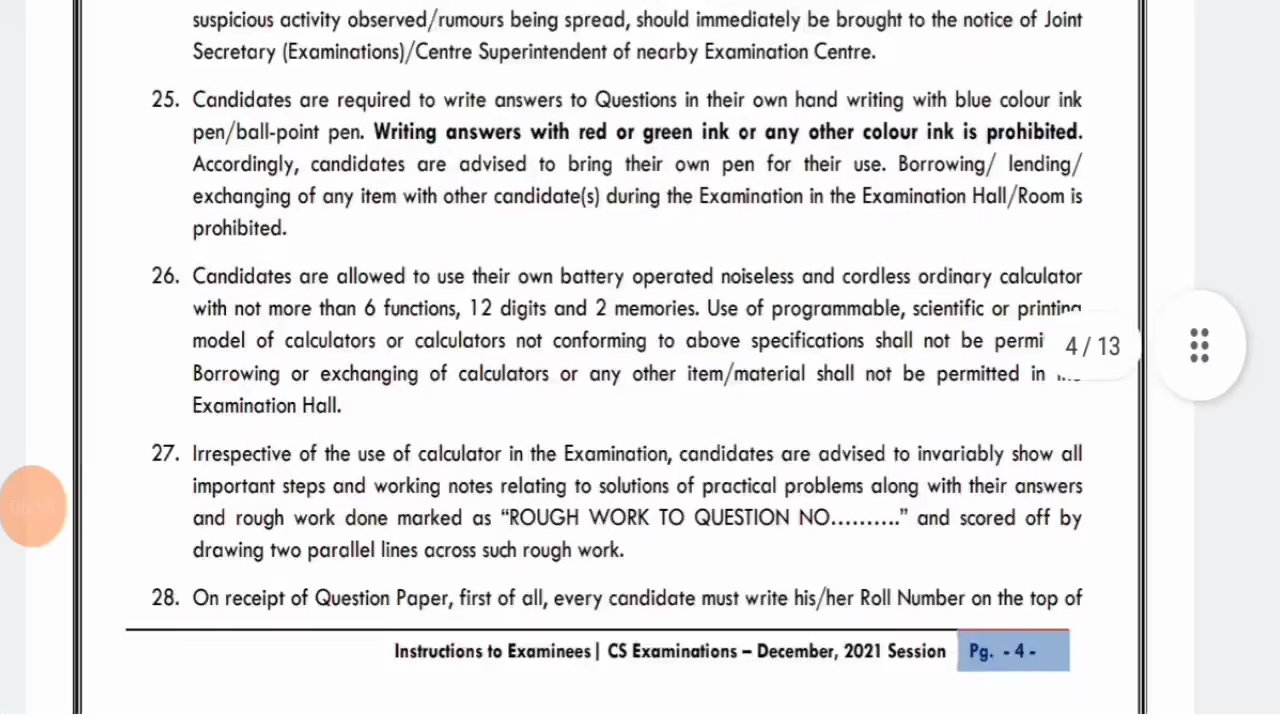 suspicious activity observed/rumours being spread, should immediately be brought to the notice of Joint
Secretary (Examinations)/Centre Superintendent of nearby Examination Centre.
25. Candidates are required to write answers to Questions in their own hand writing with blue colour ink
pen/ball-point pen. Writing answers with red or green ink or any other colour ink is prohibited.
Accordingly, candidates are advised to bring their own pen for their use. Borrowing/ lending/
exchanging of any item with other candidate(s) during the Examination in the Examination Hall/Room is
prohibited.
26. Candidates are allowed to use their own battery operated noiseless and cordless ordinary calculator
with not more than 6 functions, 12 digits and 2 memories. Use of programmable, scientific or printing
model of calculators or calculators not conforming to above specifications shall not be permi
4 / 13
Borrowing or exchanging of calculators or any other item/material shall not be permitted in
Examination Hall.
27. Irrespective of the use of calculator in the Examination, candidates are advised to invariably show all
important steps and working notes relating to solutions of practical problems along with their answers
and rough work done marked as “ROUGH WORK TO QUESTION NO..........” and scored off by
drawing two parallel lines across such rough work.
28. On receipt of Question Paper, first of all, every candidate must write his/her Roll Number on the top of
Instructions to Examinees| CS Examinations – December, 2021 Session Pg. - 4 -